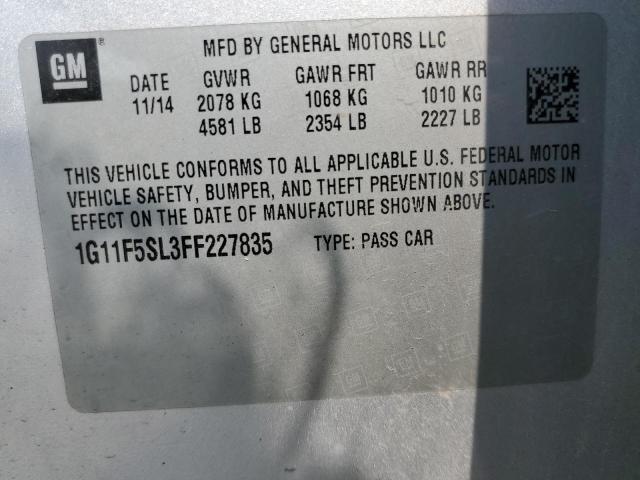 GM ®
MFD BY GENERAL MOTORS LLC
DATE GVWR GAWR FRT GAWR RR
11/14 2078 KG 1068 KG 1010 KG
4581 LB 2354 LB 2227 LB
THIS VEHICLE CONFORMS TO ALL APPLICABLE U.S. FEDERAL MOTOR
VEHICLE SAFETY, BUMPER, AND THEFT PREVENTION STANDARDS IN
EFFECT ON THE DATE OF MANUFACTURE SHOWN ABOVE.
1G11F5SL3FF227835 TYPE: PASS CAR